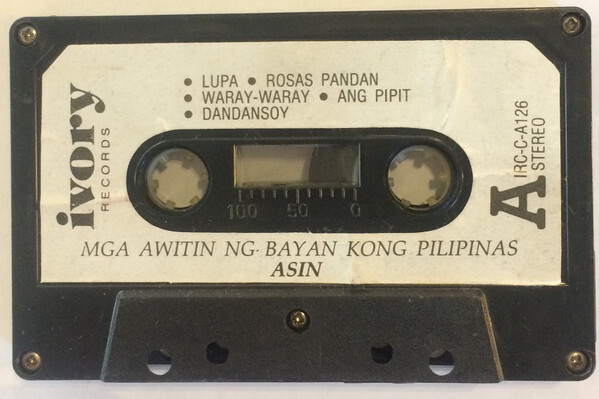 • LUPA • ROSAS PANDAN
• WARAY-WARAY • ANG PIPIT
• DANDANSOY
ivory
RECORDS
100 50 0
A
IRC-C-A126
STEREO
MGA AWITIN NG BAYAN KONG PILIPINAS
ASIN